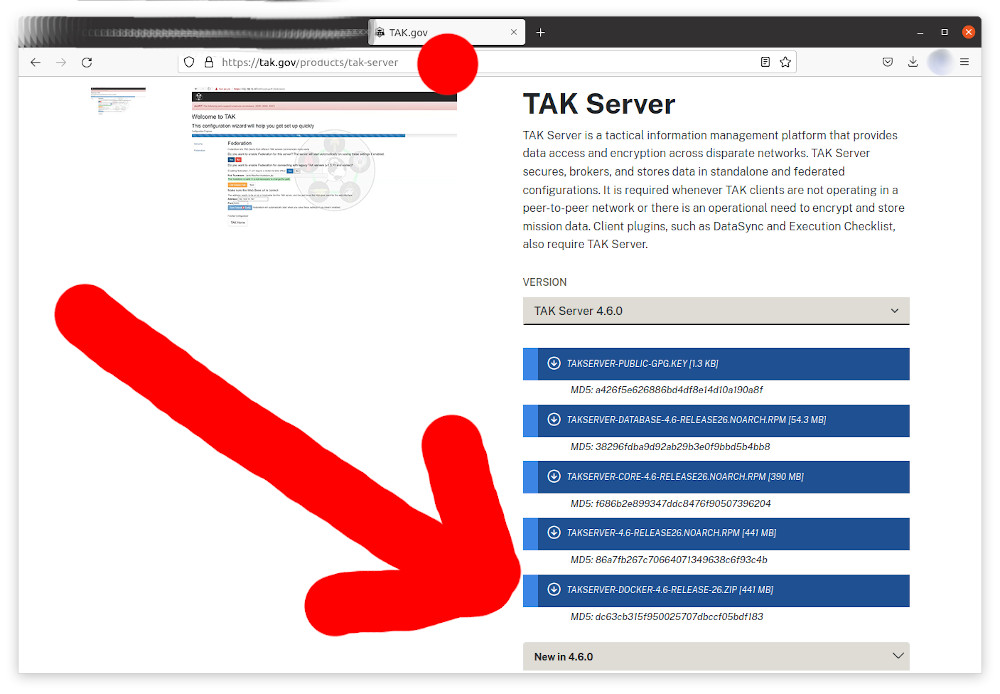 TAK.gov
https://tak.gov/products/tak-server
Welcome to TAK
This configuration wizard will help you get set up quickly
Federation
TAK Server
TAK Server is a tactical information management platform that provides
data access and encryption across disparate networks. TAK Server
secures, brokers, and stores data in standalone and federated
configurations. It is required whenever TAK clients are not operating in a
peer-to-peer network or there is an operational need to encrypt and store
mission data. Client plugins, such as DataSync and Execution Checklist,
also require TAK Server.
VERSION
TAK Server 4.6.0
TAKSERVER-PUBLIC-GPG.KEY [1.3 KB]
MD5: a426f5e626886bd4df8e14d10a190a8f
TAKSERVER-DATABASE-4.6-RELEASE26.NOARCH.RPM [54.3 MB]
MD5: 38296fdba9d92ab29b3e0f9bbd5b4bb8
TAKSERVER-CORE-4.6-RELEASE26.NOARCH.RPM [390 MB]
MD5: f686b2e899347ddc8476f90507396204
TAKSERVER-4.6-RELEASE26.NOARCH.RPM [441 MB]
MD5: 86a7fb267c70664071349638c6f93c4b
TAKSERVER-DOCKER-4.6-RELEASE-26.ZIP [441 MB]
MD5: dc63cb315f950025707dbccf05bdf183
New in 4.6.0